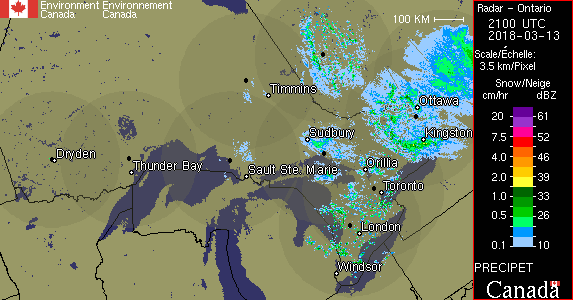 Environment Environnement
Canada Canada
100 KM
Radar - Ontario
2100 UTC
2018-03-13
Scale/Échelle:
3.5 km/Pixel
Snow/Neige
cm/hr dBZ
20 61
7.5 52
4.0 46
2.0 39
1.0 33
0.5 26
0.1 10
PRECIPET
Canada
Timmins
Ottawa
Sudbury
Kingston
Dryden
Thunder Bay
Sault Ste. Marie
Orillia
Toronto
London
Windsor